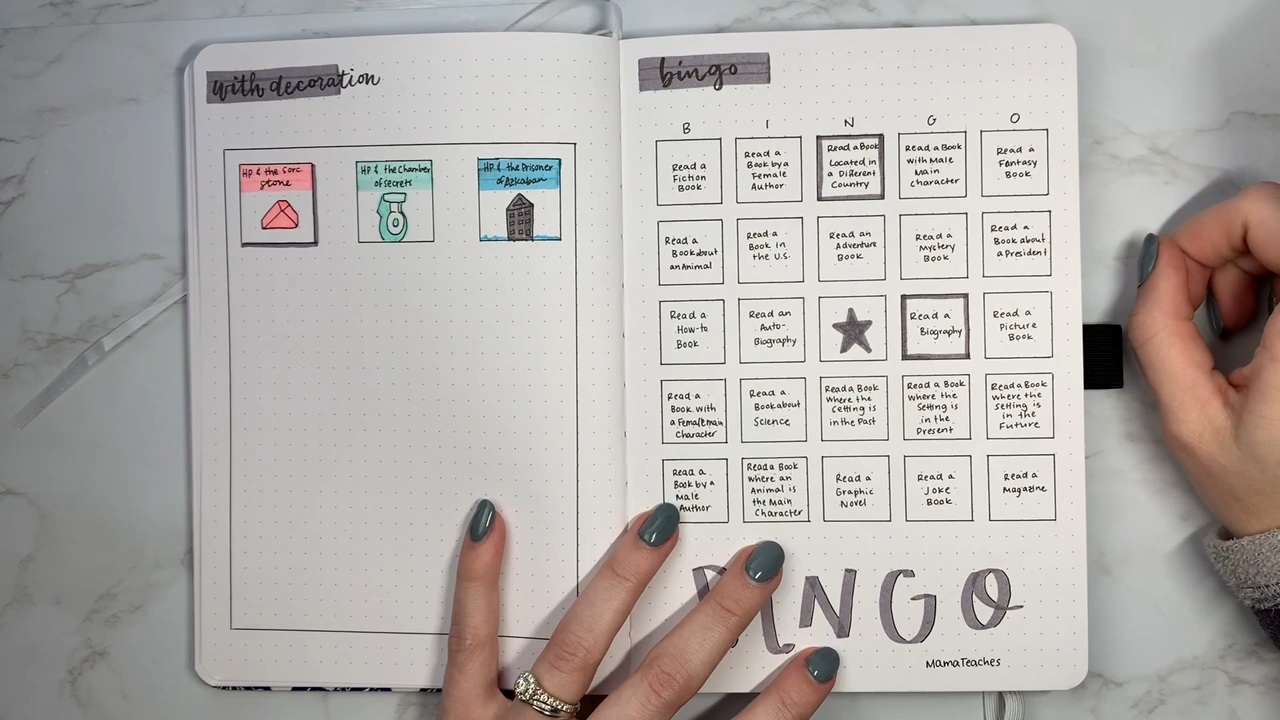 with decoration
HP & the Sorc.
Stone
HP & the Chamber
of Secrets
HP & the Prisoner
of Azkaban
bingo
B I N G O
Read a
Fiction
Book.
Read a
Book by a
Female
Author.
Read a Book
Located in
a Different
Country
Read a Book
with Male
Main
character
Read a
Fantasy
Book.
Read a
Book about
an Animal
Read a
Book in
the U.S.
Read an
Adventure
Book.
Read a
Mystery
Book
Read a
Book about
a President
Read a
How-to
Book
Read an
Auto-
Biography
Read a
Biography
Read a
Picture
Book.
Read a
Book with
a Female main
Character
Read a
Book about
Science
Read a Book
Where the
Setting is
in the Past
Read a Book
Where the
Setting is
in the
Present
Read a Book
Where the
setting is
in the
Future
Read a
Book by a
Male
Author
Read a Book
where an
Animal is
the Main
Character
Read a
Graphic
Novel
Read a
Joke
Book
Read a
Magazine
BINGO
MamaTeaches